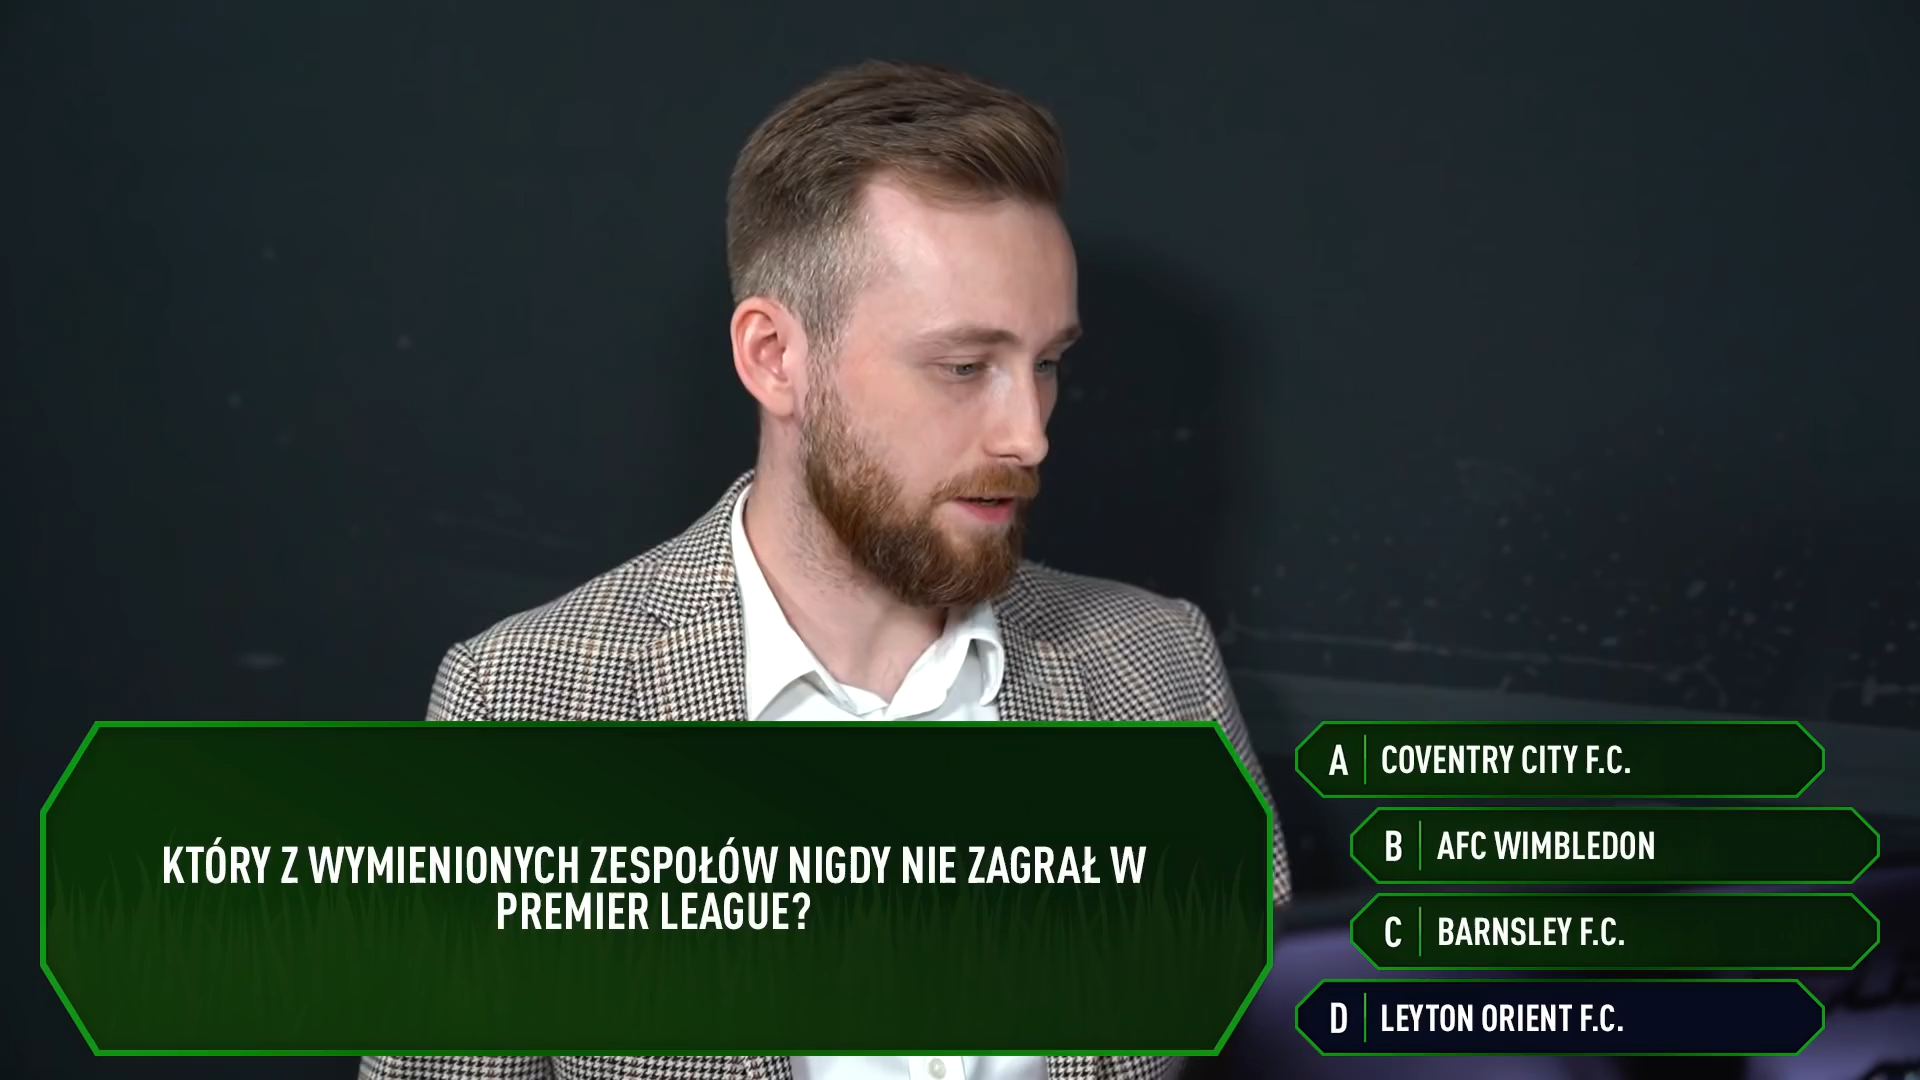 KTÓRY Z WYMIENIONYCH ZESPOŁÓW NIGDY NIE ZAGRAŁ W
PREMIER LEAGUE?
A COVENTRY CITY F.C.
B AFC WIMBLEDON
C BARNSLEY F.C.
D LEYTON ORIENT F.C.